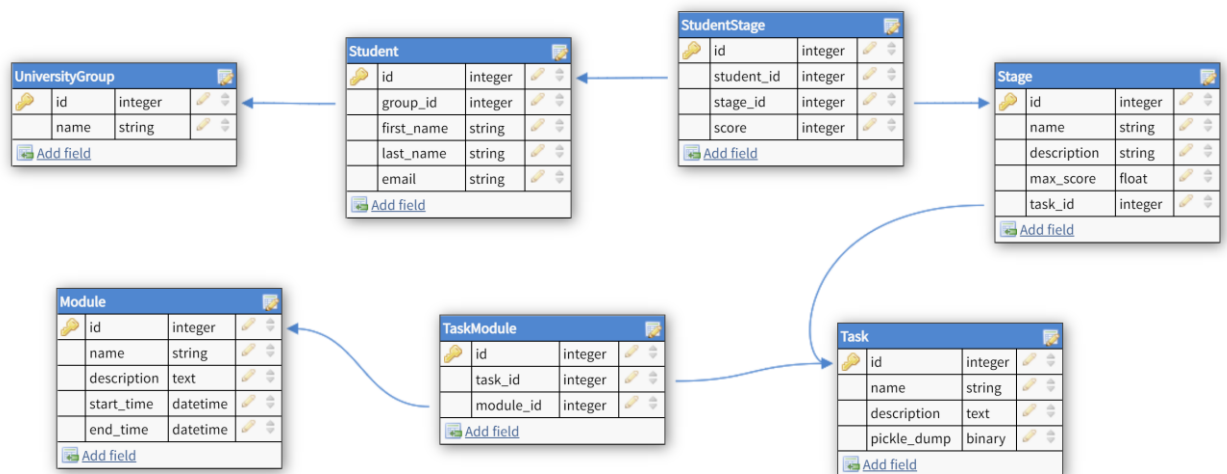 UniversityGroup
id integer
name string
Add field
Student
id integer
group_id integer
first_name string
last_name string
email string
Add field
StudentStage
id integer
student_id integer
stage_id integer
score integer
Add field
Stage
id integer
name string
description string
max_score float
task_id integer
Add field
Module
id integer
name string
description text
start_time datetime
end_time datetime
Add field
TaskModule
id integer
task_id integer
module_id integer
Add field
Task
id integer
name string
description text
pickle_dump binary
Add field